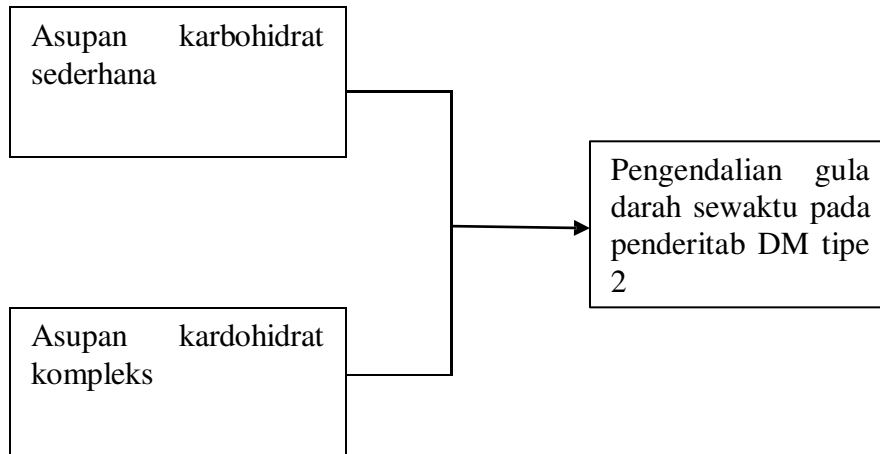 Asupan karbohidrat
sederhana
Pengendalian gula
darah sewaktu pada
penderitab DM tipe
2
Asupan kardohidrat
kompleks